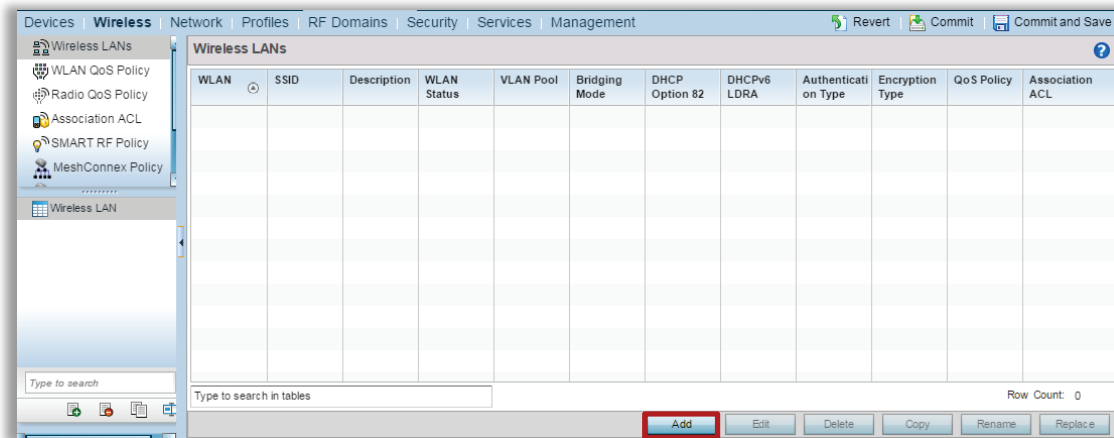 Devices | Wireless | Network | Profiles | RF Domains | Security | Services | Management Revert | Commit | Commit and Save
Wireless LANs
WLAN QoS Policy
Radio QoS Policy
Association ACL
SMART RF Policy
MeshConnex Policy
Wireless LAN
Type to search
Wireless LANs
WLAN SSID Description WLAN Status VLAN Pool Bridging Mode DHCP Option 82 DHCPv6 LDRA Authenticati on Type Encryption Type QoS Policy Association ACL
Type to search in tables Row Count: 0
Add Edit Delete Copy Rename Replace